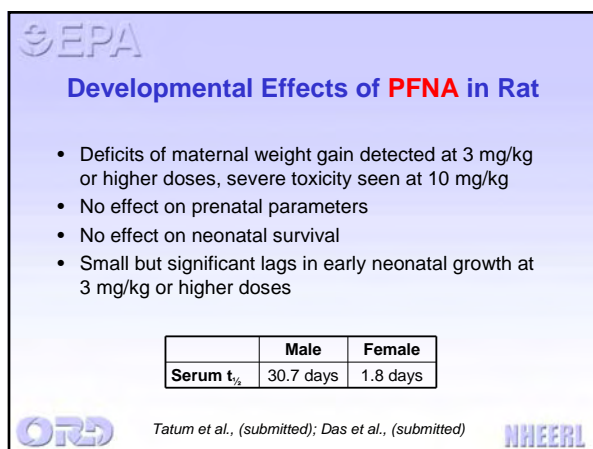 EPA
Developmental Effects of PFNA in Rat
• Deficits of maternal weight gain detected at 3 mg/kg
or higher doses, severe toxicity seen at 10 mg/kg
• No effect on prenatal parameters
• No effect on neonatal survival
• Small but significant lags in early neonatal growth at
3 mg/kg or higher doses
Male Female
Serum t½ 30.7 days 1.8 days
ORD Tatum et al., (submitted); Das et al., (submitted) NHEERL